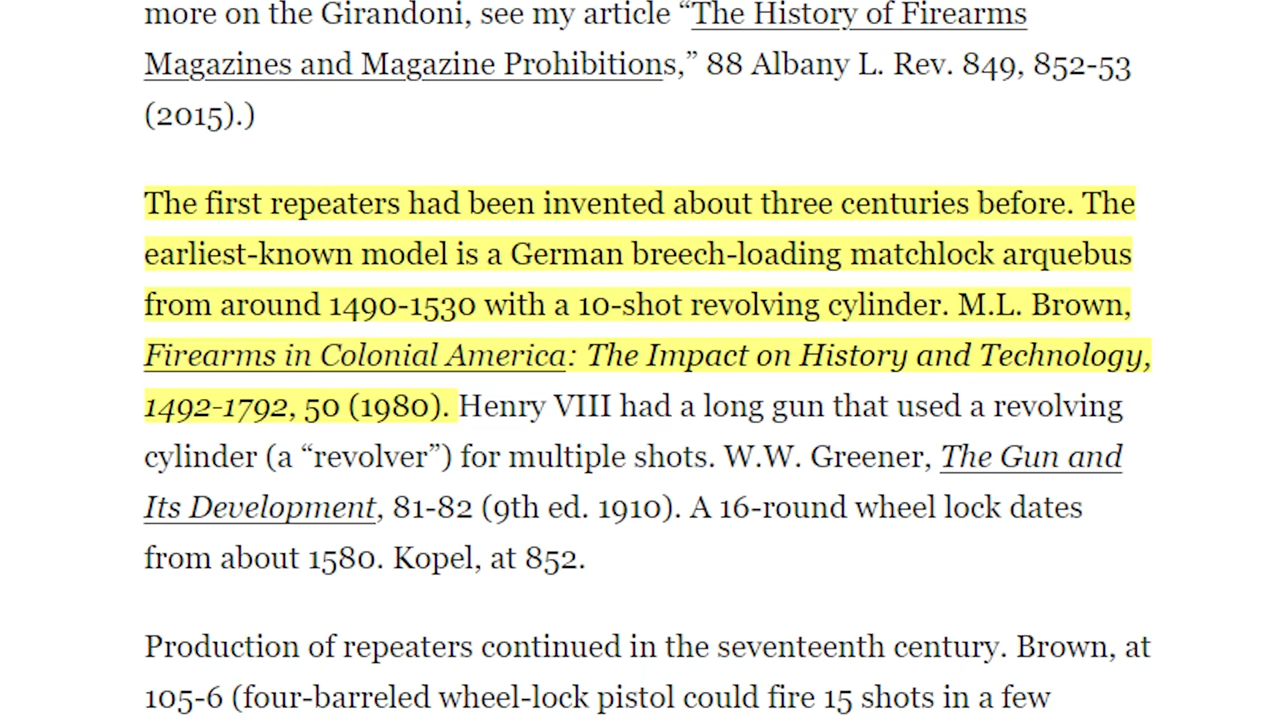 more on the Girandoni, see my article “The History of Firearms
Magazines and Magazine Prohibitions,” 88 Albany L. Rev. 849, 852-53
(2015).)
The first repeaters had been invented about three centuries before. The
earliest-known model is a German breech-loading matchlock arquebus
from around 1490-1530 with a 10-shot revolving cylinder. M.L. Brown,
Firearms in Colonial America: The Impact on History and Technology,
1492-1792, 50 (1980). Henry VIII had a long gun that used a revolving
cylinder (a “revolver”) for multiple shots. W.W. Greener, The Gun and
Its Development, 81-82 (9th ed. 1910). A 16-round wheel lock dates
from about 1580. Kopel, at 852.
Production of repeaters continued in the seventeenth century. Brown, at
105-6 (four-barreled wheel-lock pistol could fire 15 shots in a few